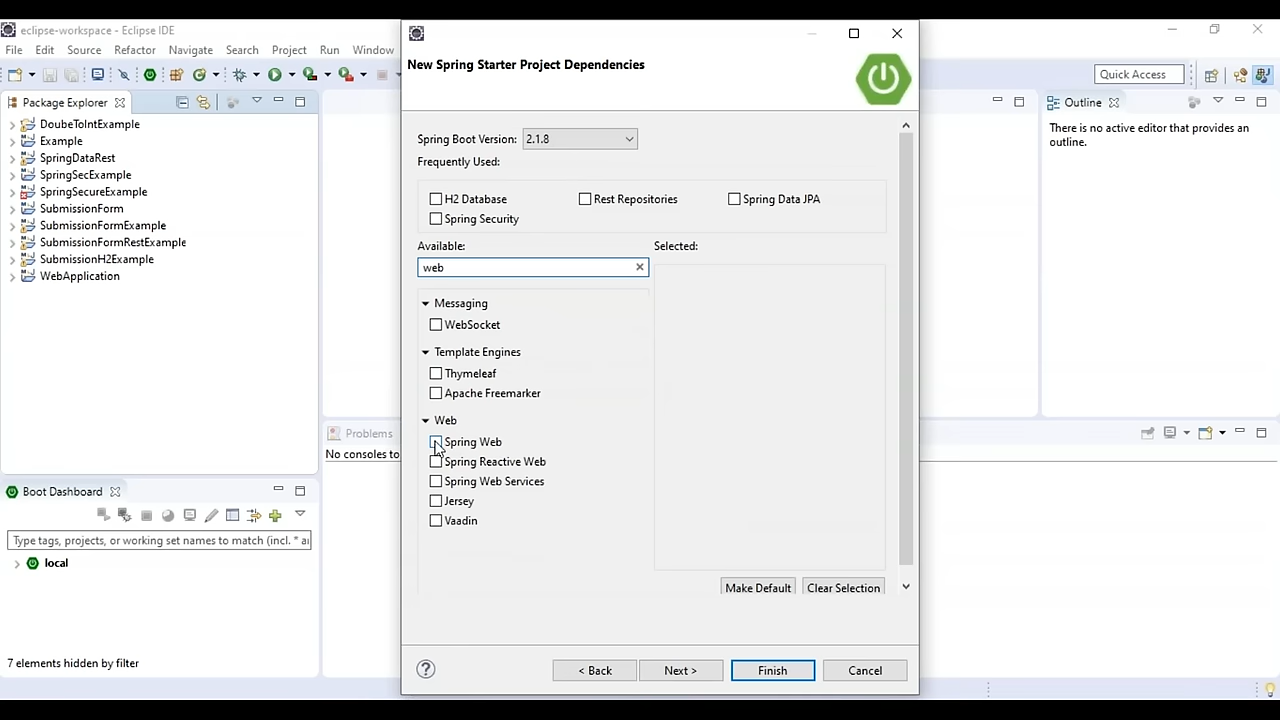 eclipse-workspace - Eclipse IDE
File Edit Source Refactor Navigate Search Project Run Window
Quick Access
Package Explorer
DoubeToIntExample
Example
SpringDataRest
SpringSecExample
SpringSecureExample
SubmissionForm
SubmissionFormExample
SubmissionFormRestExample
SubmissionH2Example
WebApplication
Boot Dashboard
Type tags, projects, or working set names to match (incl. * a
local
7 elements hidden by filter
New Spring Starter Project Dependencies
Spring Boot Version: 2.1.8
Frequently Used:
H2 Database Rest Repositories Spring Data JPA
Spring Security
Available: Selected:
web
Messaging
WebSocket
Template Engines
Thymeleaf
Apache Freemarker
Web
Spring Web
Spring Reactive Web
Spring Web Services
Jersey
Vaadin
Make Default Clear Selection
? < Back Next > Finish Cancel
Problems
No consoles to
Outline
There is no active editor that provides an
outline.